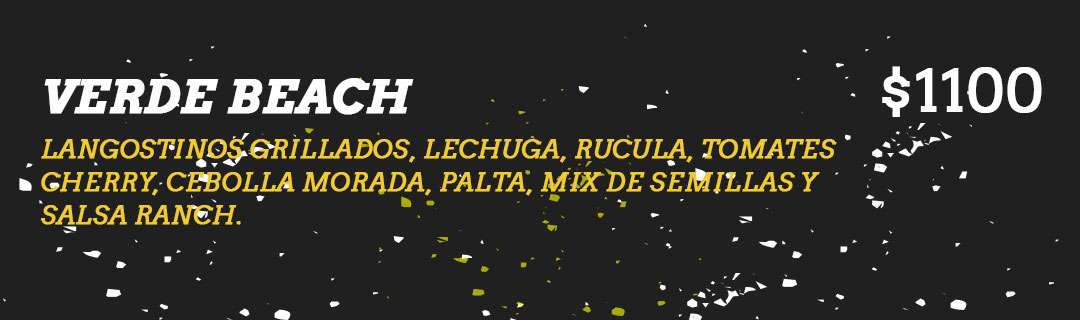 VERDE BEACH $1100
LANGOSTINOS GRILLADOS, LECHUGA, RUCULA, TOMATES
CHERRY, CEBOLLA MORADA, PALTA, MIX DE SEMILLAS Y
SALSA RANCH.